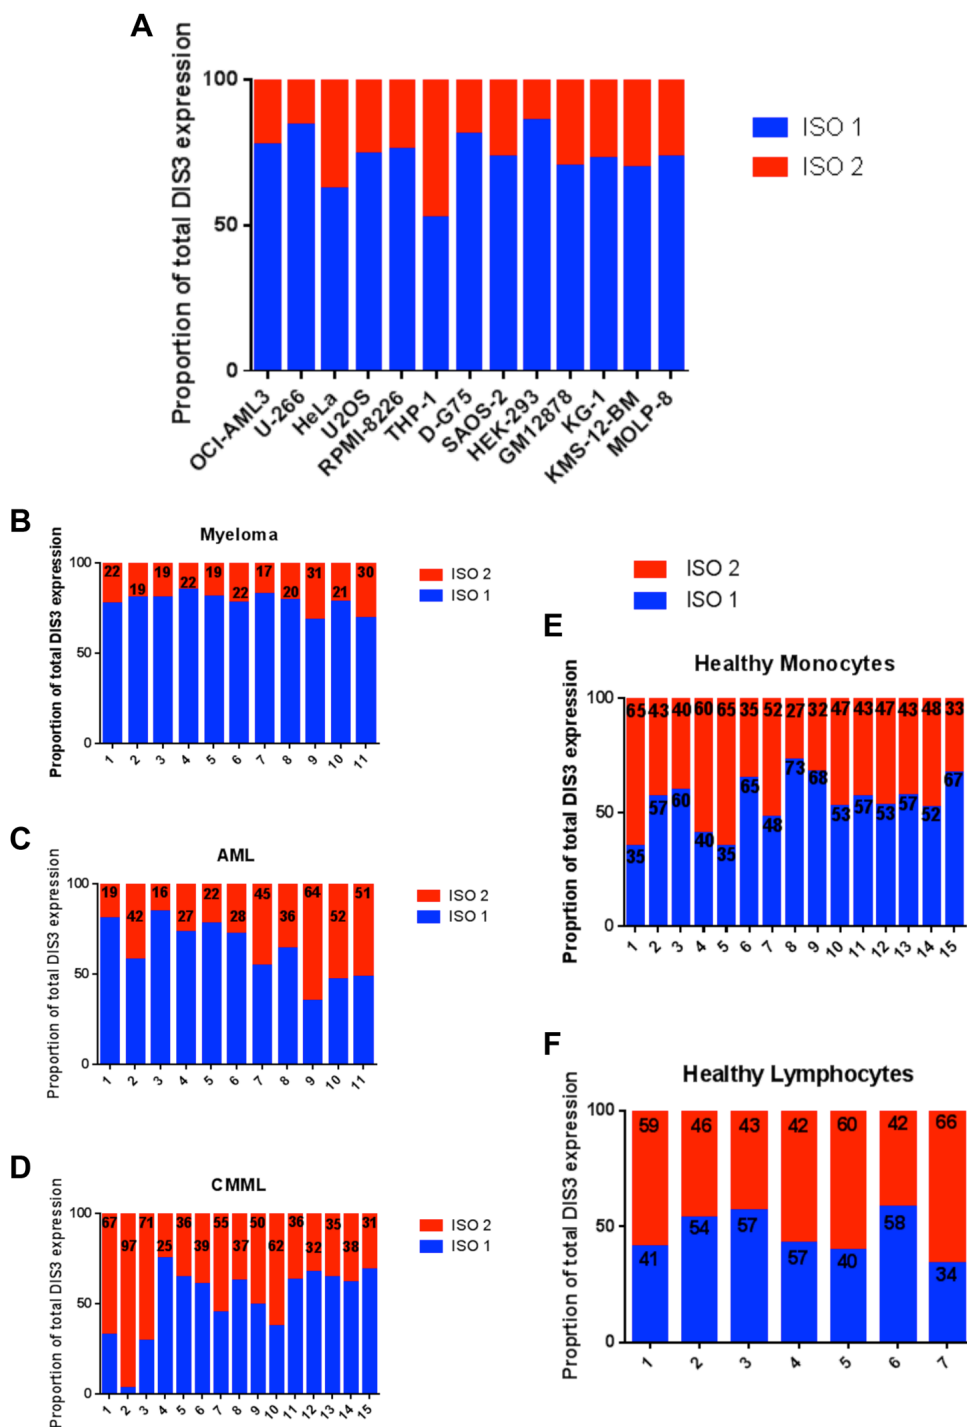 A
Proportion of total DIS3 expression
100
50
0
ISO 1
ISO 2
OCI-AML3
U-266
HeLa
U2OS
RPMI-8226
THP-1
D-G75
SAOS-2
HEK-293
GM12878
KG-1
KMS-12-BM
MOLP-8
B
Myeloma
Proportion of total DIS3 expression
100
50
0
22 19 19 22 19 22 17 20 31 21 30
1 2 3 4 5 6 7 8 9 10 11
ISO 2
ISO 1
C
AML
Proportion of total DIS3 expression
100
50
0
19 42 16 27 22 28 45 36 64 52 51
1 2 3 4 5 6 7 8 9 10 11
ISO 2
ISO 1
D
CMML
Proportion of total DIS3 expression
100
50
0
67 97 71 25 36 39 55 37 50 62 36 32 35 38 31
1 2 3 4 5 6 7 8 9 10 11 12 13 14 15
ISO 2
ISO 1
ISO 2
ISO 1
E
Healthy Monocytes
Proprtion of total DIS3 expression
100
50
0
65 43 40 60 65 35 52 27 32 47 43 47 43 48 33
35 57 60 40 35 65 48 73 68 53 57 53 57 52 67
1 2 3 4 5 6 7 8 9 10 11 12 13 14 15
F
Healthy Lymphocytes
Proprtion of total DIS3 expression
100
50
0
59 46 43 42 60 42 66
41 54 57 57 40 58 34
1 2 3 4 5 6 7